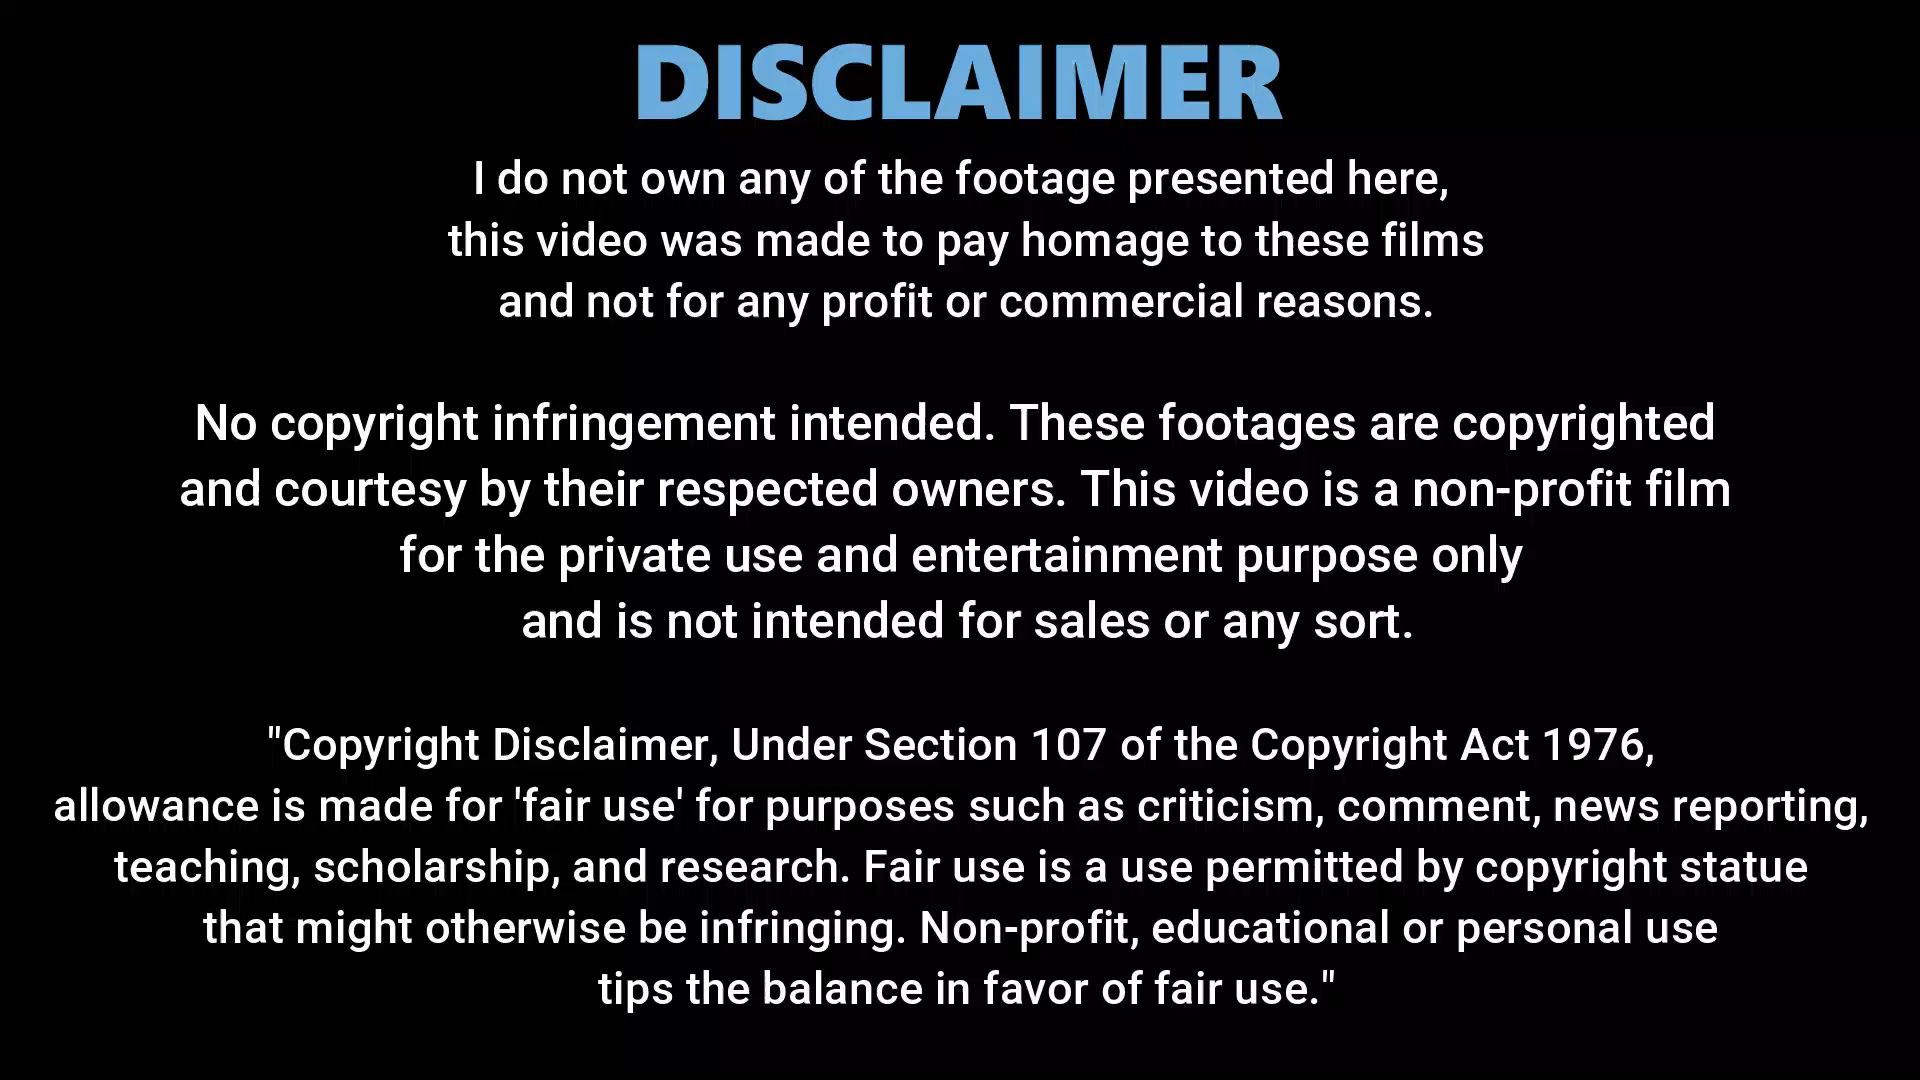 DISCLAIMER
I do not own any of the footage presented here,
this video was made to pay homage to these films
and not for any profit or commercial reasons.
No copyright infringement intended. These footages are copyrighted
and courtesy by their respected owners. This video is a non-profit film
for the private use and entertainment purpose only
and is not intended for sales or any sort.
"Copyright Disclaimer, Under Section 107 of the Copyright Act 1976,
allowance is made for 'fair use' for purposes such as criticism, comment, news reporting,
teaching, scholarship, and research. Fair use is a use permitted by copyright statue
that might otherwise be infringing. Non-profit, educational or personal use
tips the balance in favor of fair use."